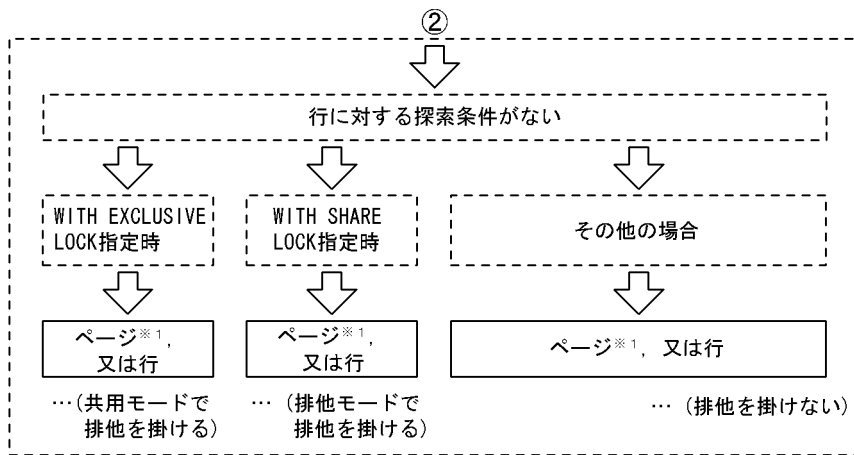 ②
行に対する探索条件がない
WITH EXCLUSIVE
LOCK指定時
WITH SHARE
LOCK指定時
その他の場合
ページ※1,
又は行
ページ※1,
又は行
ページ※1, 又は行
…(共用モードで
排他を掛ける)
… (排他モードで
排他を掛ける)
… (排他を掛けない)